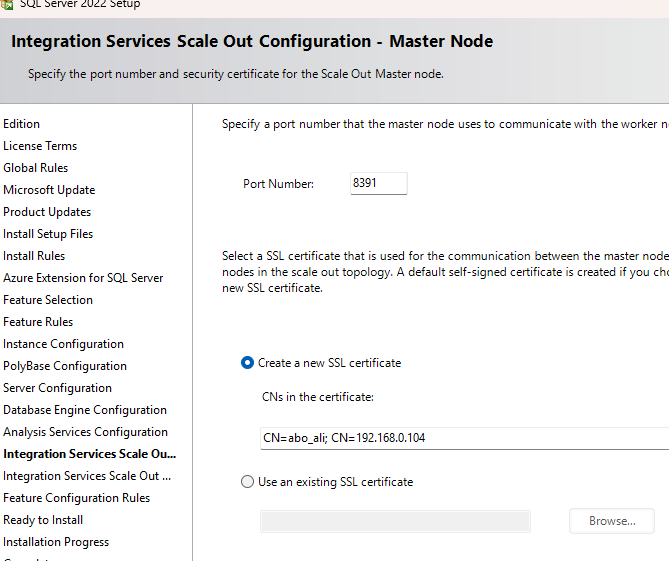 SQL Server 2022 Setup
Integration Services Scale Out Configuration - Master Node
Specify the port number and security certificate for the Scale Out Master node.
Edition
License Terms
Global Rules
Microsoft Update
Product Updates
Install Setup Files
Install Rules
Azure Extension for SQL Server
Feature Selection
Feature Rules
Instance Configuration
PolyBase Configuration
Server Configuration
Database Engine Configuration
Analysis Services Configuration
Integration Services Scale Ou...
Integration Services Scale Out ...
Feature Configuration Rules
Ready to Install
Installation Progress
Specify a port number that the master node uses to communicate with the worker n
Port Number:
8391
Select a SSL certificate that is used for the communication between the master node
nodes in the scale out topology. A default self-signed certificate is created if you cho
new SSL certificate.
Create a new SSL certificate
CNs in the certificate:
CN=abo_ali; CN=192.168.0.104
Use an existing SSL certificate
Browse...